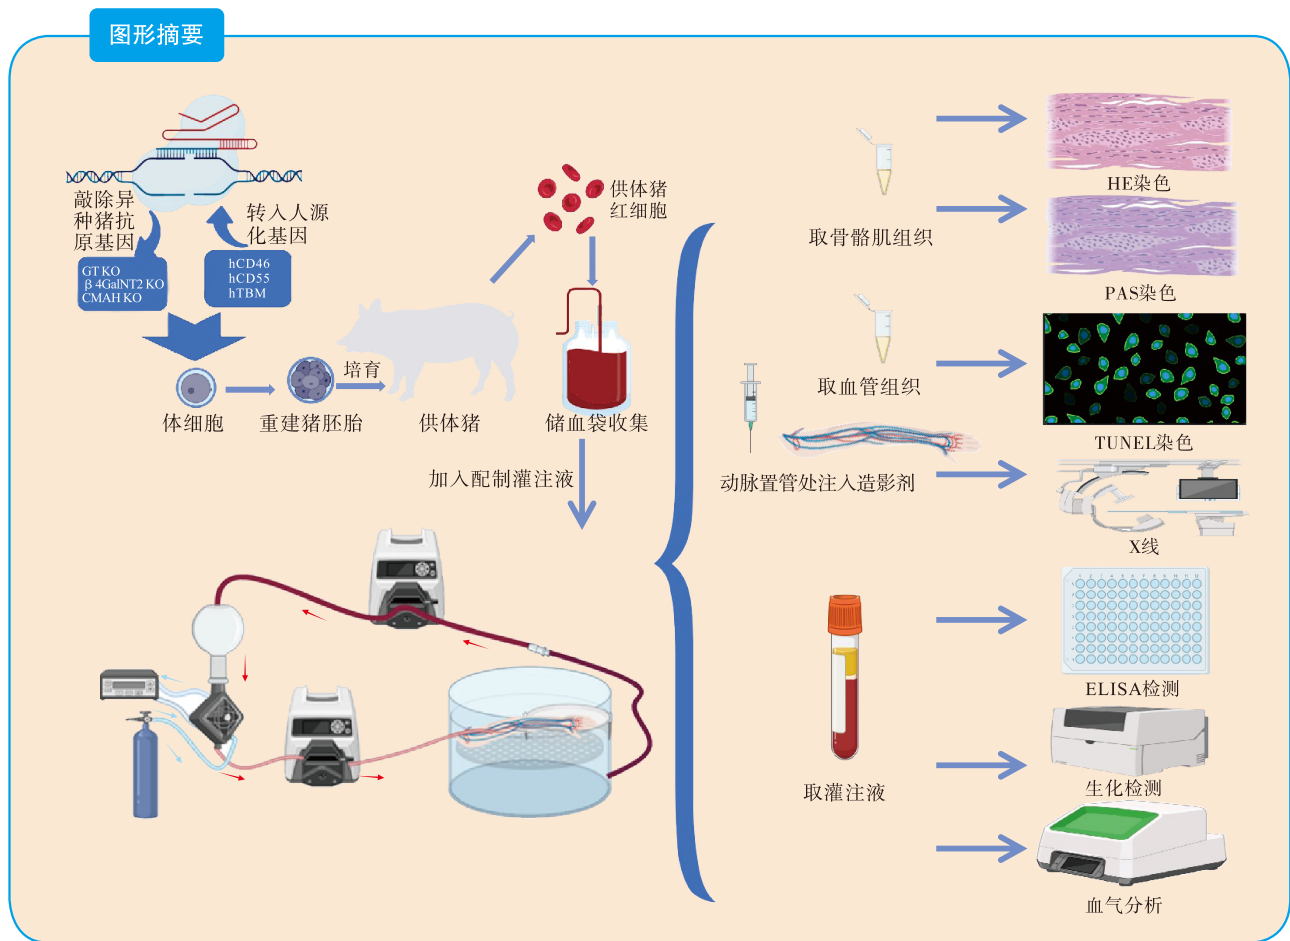 图形摘要
敲除异
种猪抗
原基因
转入人源
化基因
GT KO
β 4GalNT2 KO
CMAH KO
hCD46
hCD55
hTBM
体细胞
重建猪胚胎
培育
供体猪
供体猪
红细胞
储血袋收集
加入配制灌注液
取骨骼肌组织
HE染色
PAS染色
取血管组织
TUNEL染色
动脉置管处注入造影剂
X线
取灌注液
ELISA检测
生化检测
血气分析